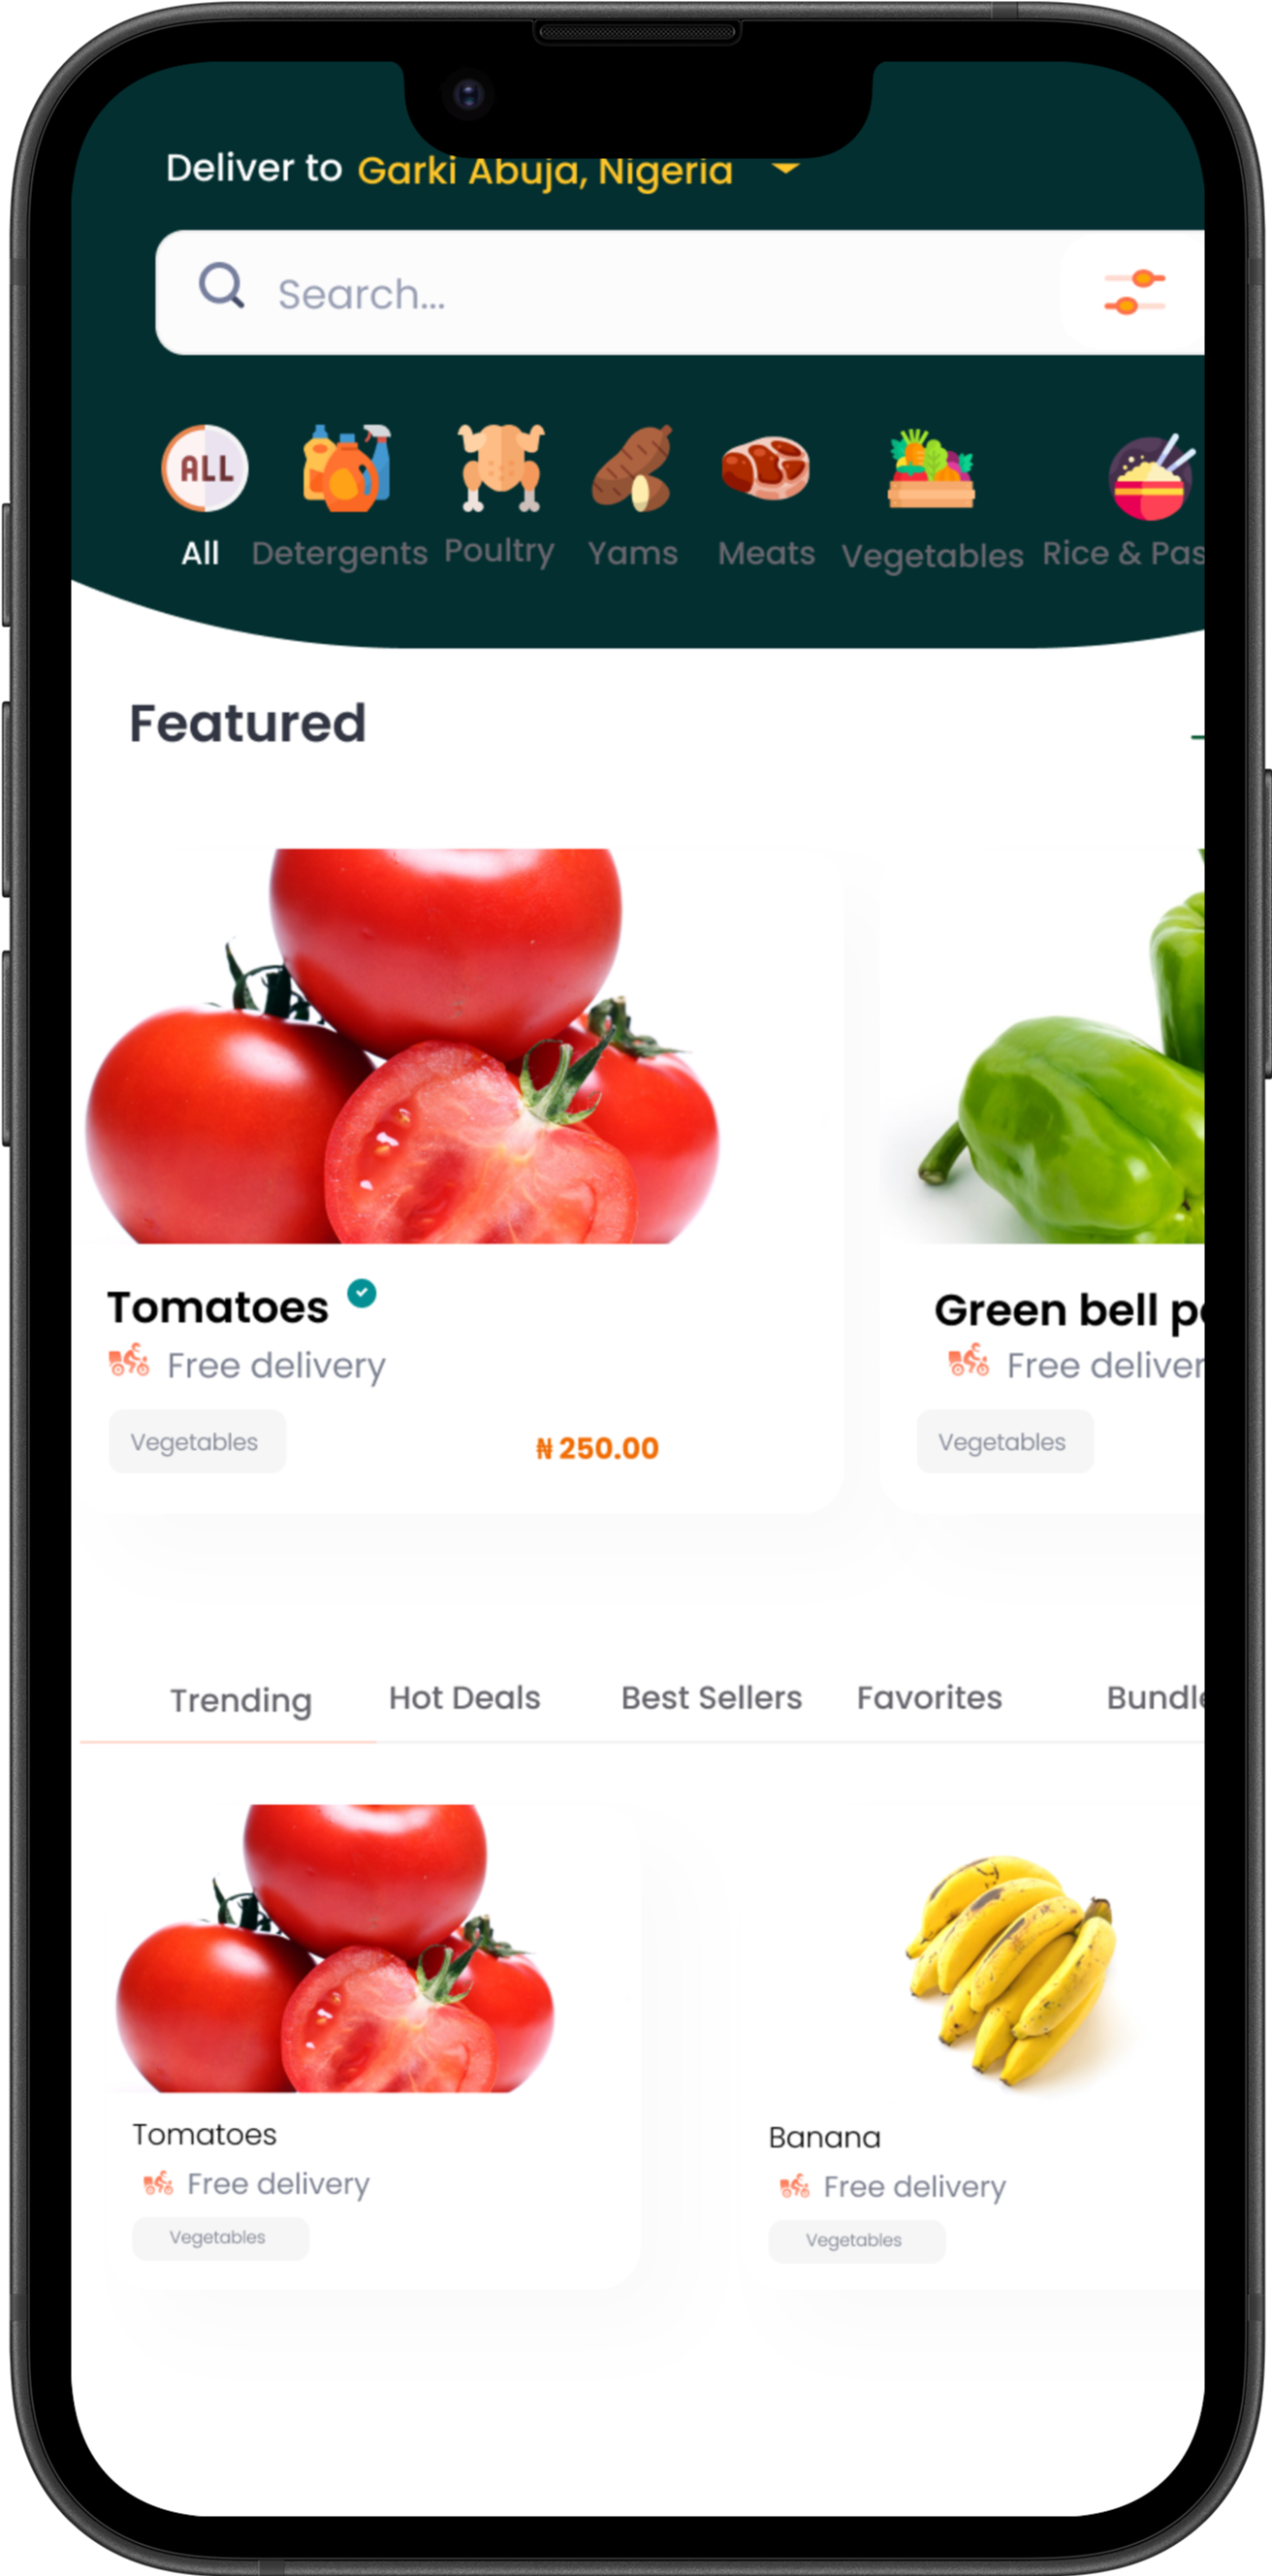 Deliver to Garki Abuja, Nigeria
Search...
ALL
All Detergents Poultry Yams Meats Vegetables Rice & Pas
Featured
Tomatoes
Free delivery
Vegetables
₦ 250.00
Green bell p
Free deliver
Vegetables
Trending Hot Deals Best Sellers Favorites Bundle
Tomatoes
Free delivery
Vegetables
Banana
Free delivery
Vegetables